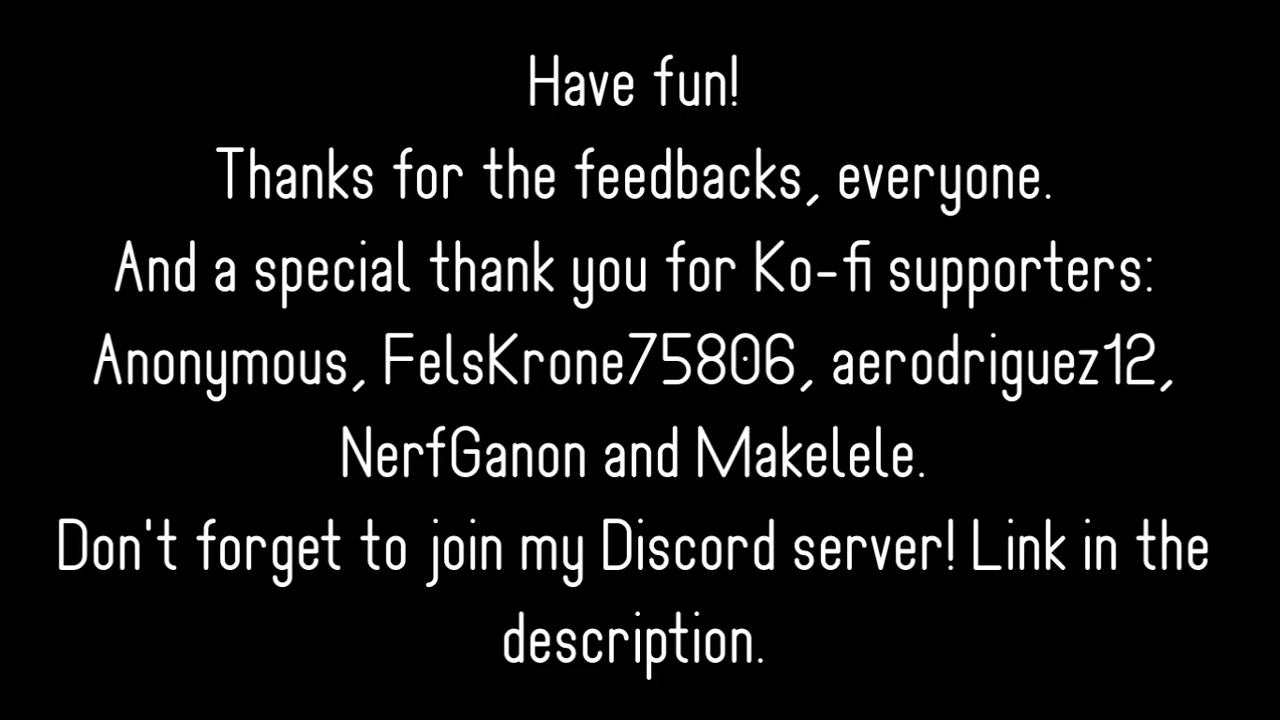 Have fun!
Thanks for the feedbacks, everyone.
And a special thank you for Ko-fi supporters:
Anonymous, FelsKrone75806, aerodriguez12,
NerfGanon and Makelele.
Don't forget to join my Discord server! Link in the
description.